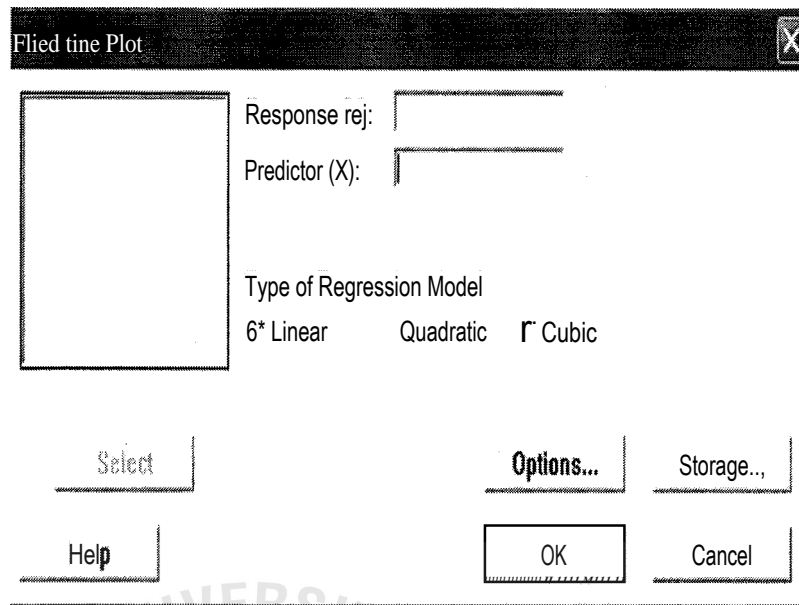 Flied tine Plot
X
Response rej:
Predictor (X):
Type of Regression Model
6* Linear Quadratic r Cubic
Select
Options... Storage..,
Help OK Cancel